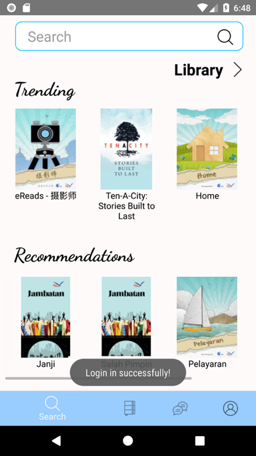 6:48
Search
Library
Trending
摄影师
TEN A CITY
STORIES
BUILT
TO LAST
Home
eReads - 摄影师
Ten-A-City:
Stories Built to
Last
Home
Recommendations
Jambatan
Jambatan
Pelayaran
Janji
Pelayaran
Login in successfully!
Search